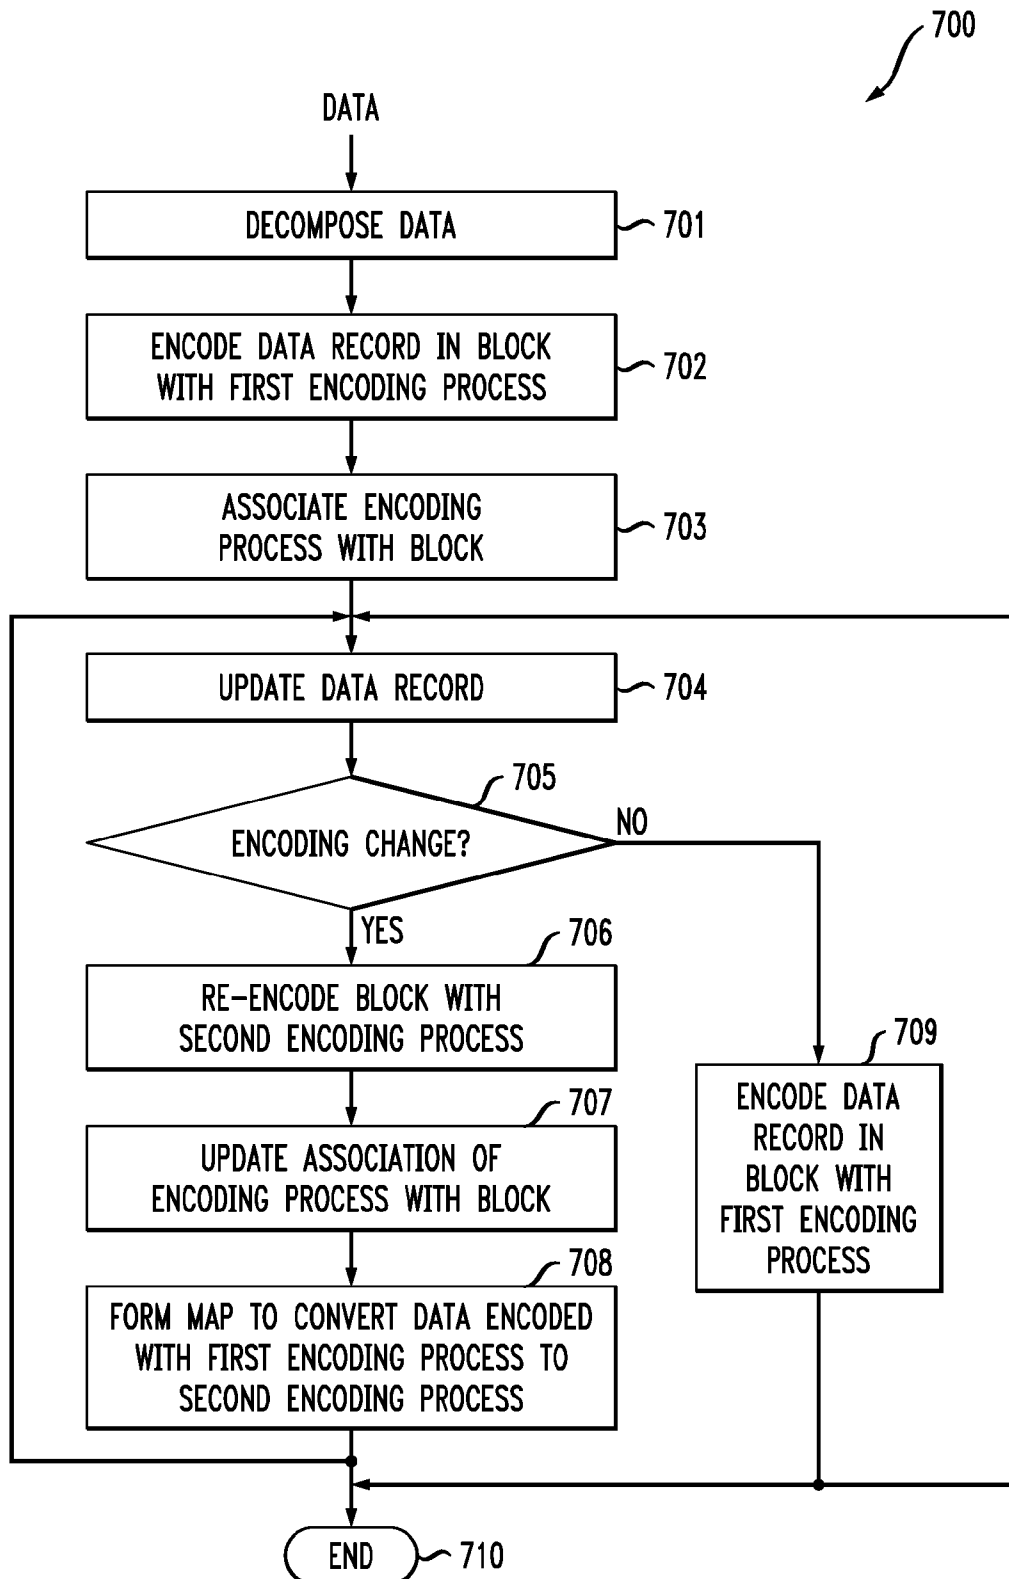 700
DATA
DECOMPOSE DATA
701
ENCODE DATA RECORD IN BLOCK
WITH FIRST ENCODING PROCESS
702
ASSOCIATE ENCODING
PROCESS WITH BLOCK
703
UPDATE DATA RECORD
704
705
ENCODING CHANGE?
NO
YES
706
RE-ENCODE BLOCK WITH
SECOND ENCODING PROCESS
707
UPDATE ASSOCIATION OF
ENCODING PROCESS WITH BLOCK
708
FORM MAP TO CONVERT DATA ENCODED
WITH FIRST ENCODING PROCESS TO
SECOND ENCODING PROCESS
709
ENCODE DATA
RECORD IN
BLOCK WITH
FIRST ENCODING
PROCESS
END
710